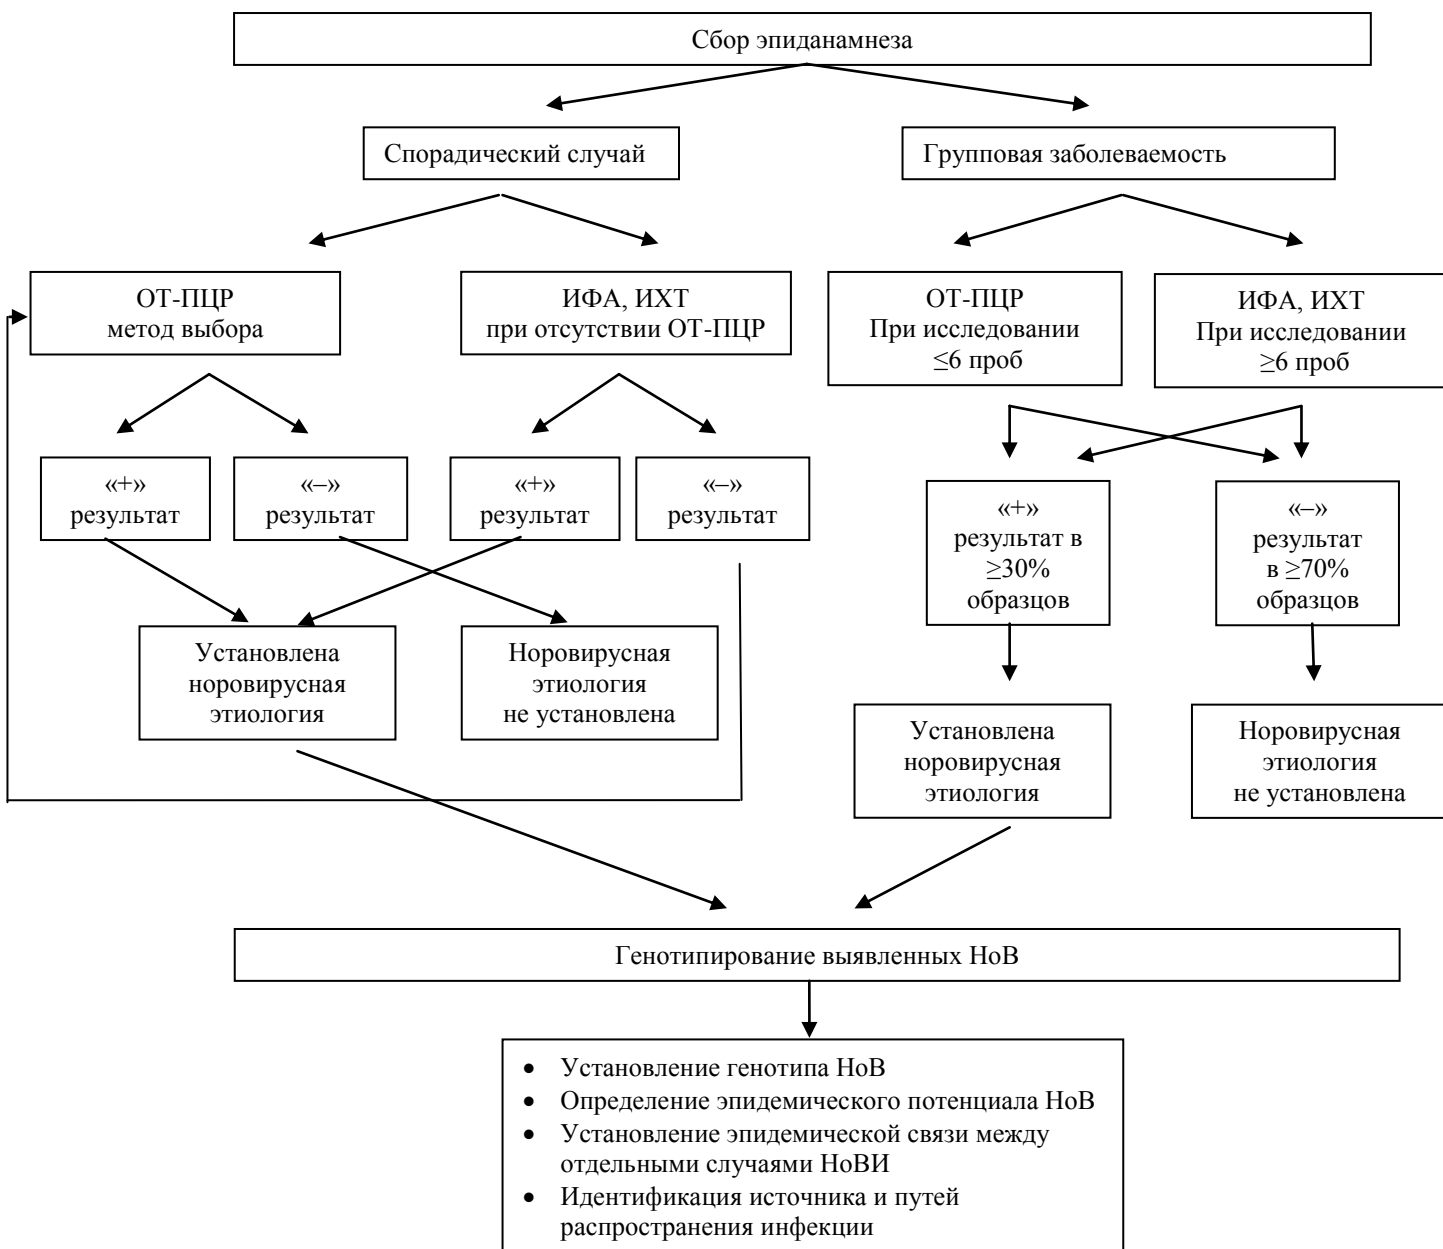 Сбор эпиданамнеза
Спорадический случай
Групповая заболеваемость
ОТ-ПЦР
метод выбора
ИФА, ИХТ
при отсутствии ОТ-ПЦР
ОТ-ПЦР
При исследовании
≤6 проб
ИФА, ИХТ
При исследовании
≥6 проб
«+»
результат
«–»
результат
«+»
результат
«–»
результат
«+»
результат в
≥30%
образцов
«–»
результат
в ≥70%
образцов
Установлена
норовирусная
этиология
Норовирусная
этиология
не установлена
Установлена
норовирусная
этиология
Норовирусная
этиология
не установлена
Генотипирование выявленных НоВ
• Установление генотипа НоВ
• Определение эпидемического потенциала НоВ
• Установление эпидемической связи между
отдельными случаями НоВИ
• Идентификация источника и путей
распространения инфекции